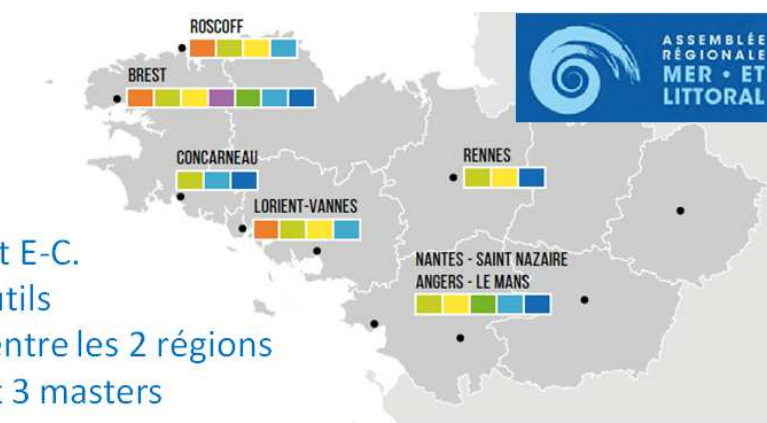 ROSCOFF
BREST
CONCARNEAU
LORIENT-VANNES
RENNES
NANTES - SAINT NAZAIRE
ANGERS - LE MANS
ASSEMBLÉE
RÉGIONALE
MER • ET
LITTORAL
t E-C.
utils
entre les 2 régions
t 3 masters